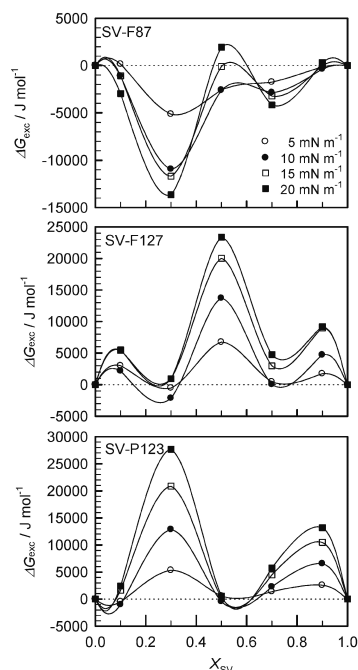 SV-F87
5000
0
-5000
-10000
-15000
ΔGexc / J mol⁻¹
5 mN m⁻¹
10 mN m⁻¹
15 mN m⁻¹
20 mN m⁻¹
SV-F127
25000
20000
15000
10000
5000
0
-5000
ΔGexc / J mol⁻¹
SV-P123
30000
25000
20000
15000
10000
5000
0
-5000
ΔGexc / J mol⁻¹
0.0 0.2 0.4 0.6 0.8 1.0
XSV